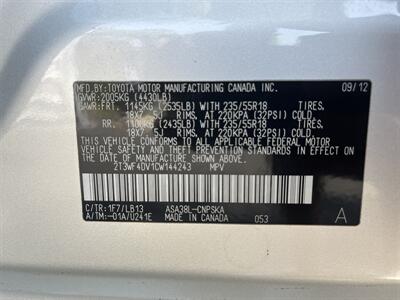 MFD.BY:TOYOTA MOTOR MANUFACTURING CANADA INC. 09/12
GVWR:2005KG (4430LB)
GAWR:FRT. 1145KG (2535LB) WITH 235/55R18 TIRES,
18X7.5J RIMS, AT 220KPA (32PSI) COLD.
RR. 1100KG (2435LB) WITH 235/55R18 TIRES,
18X7.5J RIMS, AT 220KPA (32PSI) COLD.
THIS VEHICLE CONFORMS TO ALL APPLICABLE FEDERAL MOTOR
VEHICLE SAFETY AND THEFT PREVENTION STANDARDS IN EFFECT
ON THE DATE OF MANUFACTURE SHOWN ABOVE.
2T3WF4DV1CW144243 MPV
C/TR:1F7/LB13 ASA38L-CNPSKA
A/TM:-01A/U241E MADE IN CANADA 053 A